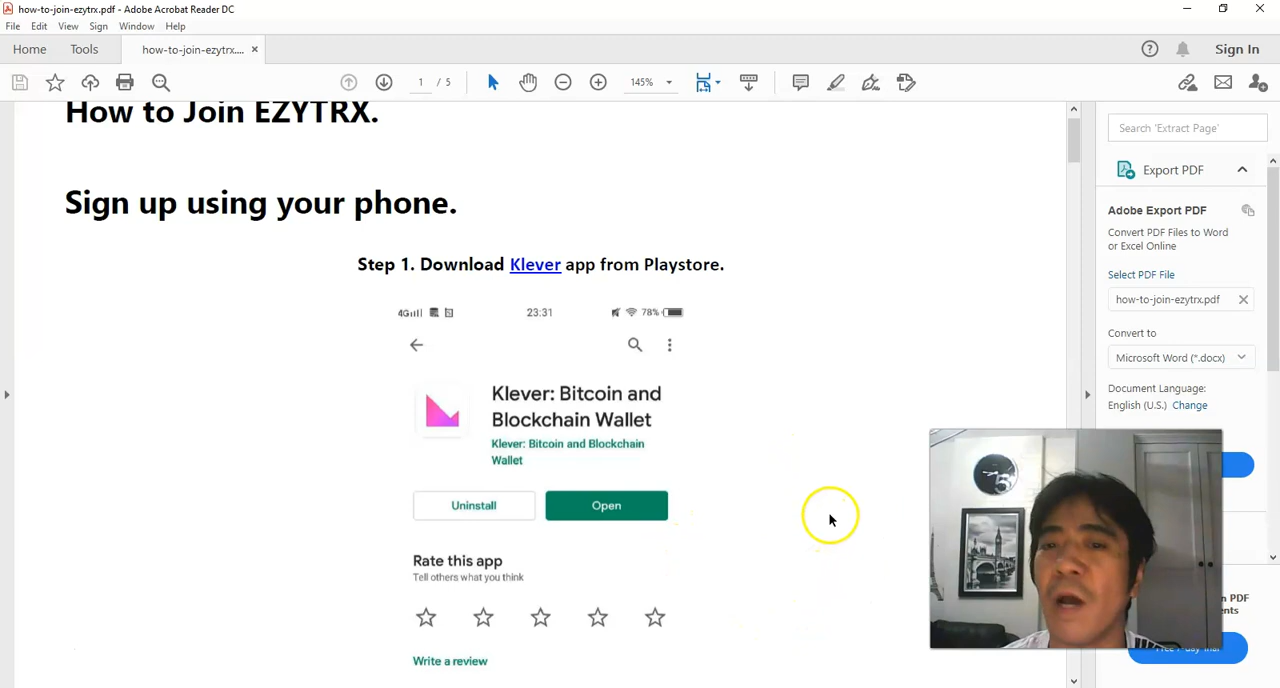 how-to-join-ezytrx.pdf - Adobe Acrobat Reader DC
File Edit View Sign Window Help
Home Tools how-to-join-ezytrx.... × Sign In
1 / 5 145%
How to Join EZYTRX.
Sign up using your phone.
Step 1. Download Klever app from Playstore.
4G 23:31 78%
Klever: Bitcoin and
Blockchain Wallet
Klever: Bitcoin and Blockchain
Wallet
Uninstall Open
Rate this app
Tell others what you think
Write a review
Search 'Extract Page'
Export PDF
Adobe Export PDF
Convert PDF Files to Word
or Excel Online
Select PDF File
how-to-join-ezytrx.pdf ×
Convert to
Microsoft Word (*.docx)
Document Language:
English (U.S.) Change
PDF
Free 7-day Trial